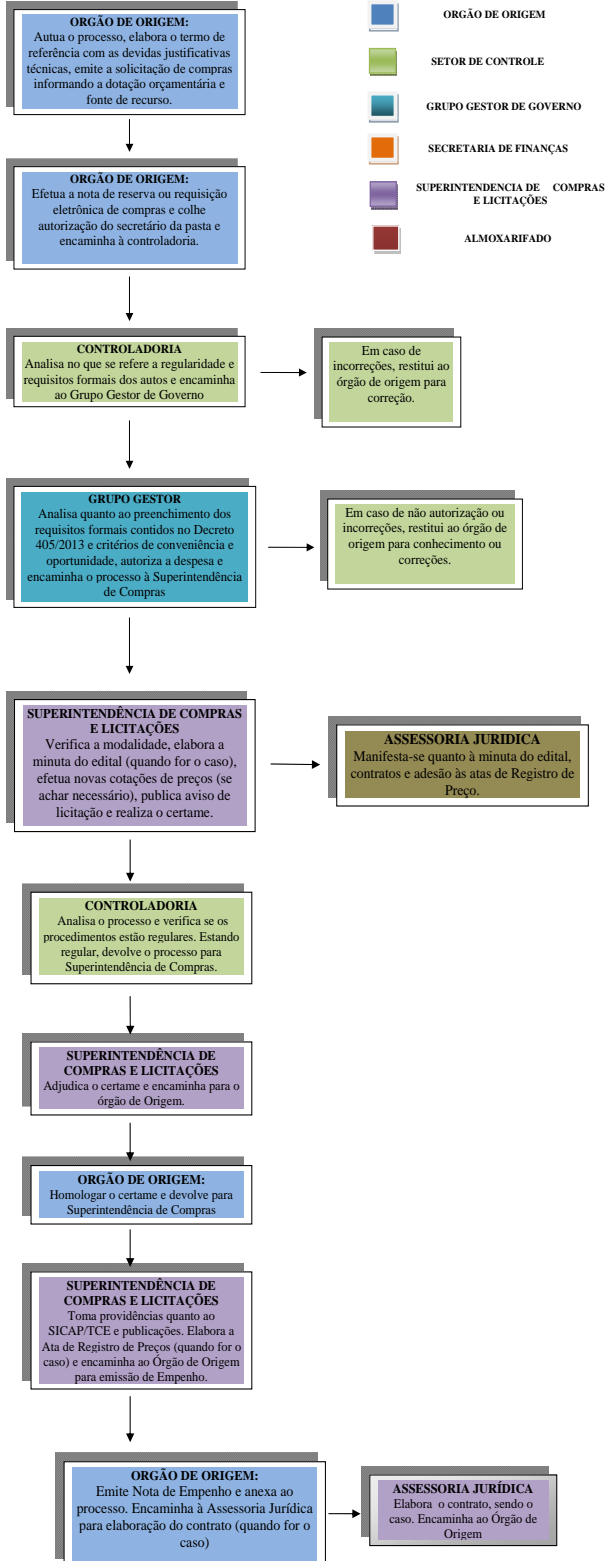 ORGÃO DE ORIGEM:
Autua o processo, elabora o termo de
referência com as devidas justificativas
técnicas, emite a solicitação de compras
informando a dotação orçamentária e
fonte de recurso.
ORGÃO DE ORIGEM
SETOR DE CONTROLE
GRUPO GESTOR DE GOVERNO
SECRETARIA DE FINANÇAS
SUPERINTENDENCIA DE COMPRAS
E LICITAÇÕES
ALMOXARIFADO
ORGÃO DE ORIGEM:
Efetua a nota de reserva ou requisição
eletrônica de compras e colhe
autorização do secretário da pasta e
encaminha à controladoria.
CONTROLADORIA
Analisa no que se refere a regularidade e
requisitos formais dos autos e encaminha
ao Grupo Gestor de Governo
Em caso de
incorreções, restitui ao
órgão de origem para
correção.
GRUPO GESTOR
Analisa quanto ao preenchimento dos
requisitos formais contidos no Decreto
405/2013 e critérios de conveniência e
oportunidade, autoriza a despesa e
encaminha o processo à Superintendência
de Compras
Em caso de não autorização ou
incorreções, restitui ao órgão de
origem para conhecimento ou
correções.
SUPERINTENDÊNCIA DE COMPRAS
E LICITAÇÕES
Verifica a modalidade, elabora a
minuta do edital (quando for o caso),
efetua novas cotações de preços (se
achar necessário), publica aviso de
licitação e realiza o certame.
ASSESSORIA JURIDICA
Manifesta-se quanto à minuta do edital,
contratos e adesão às atas de Registro de
Preço.
CONTROLADORIA
Analisa o processo e verifica se os
procedimentos estão regulares. Estando
regular, devolve o processo para
Superintendência de Compras.
SUPERINTENDÊNCIA DE
COMPRAS E LICITAÇÕES
Adjudica o certame e encaminha para o
órgão de Origem.
ORGÃO DE ORIGEM:
Homologar o certame e devolve para
Superintendência de Compras
SUPERINTENDÊNCIA DE
COMPRAS E LICITAÇÕES
Toma providências quanto ao
SICAP/TCE e publicações. Elabora a
Ata de Registro de Preços (quando for o
caso) e encaminha ao Órgão de Origem
para emissão de Empenho.
ORGÃO DE ORIGEM:
Emite Nota de Empenho e anexa ao
processo. Encaminha à Assessoria Jurídica
para elaboração do contrato (quando for o
caso)
ASSESSORIA JURÍDICA
Elabora o contrato, sendo o
caso. Encaminha ao Órgão de
Origem